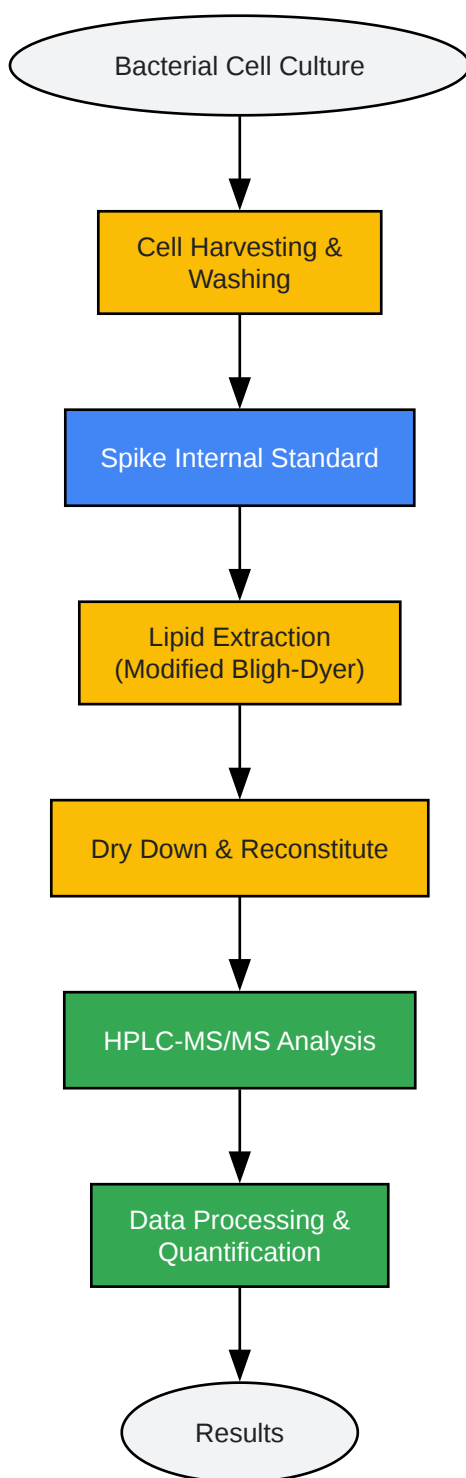 Bacterial Cell Culture
Cell Harvesting &
Washing
Spike Internal Standard
Lipid Extraction
(Modified Bligh-Dyer)
Dry Down & Reconstitute
HPLC-MS/MS Analysis
Data Processing &
Quantification
Results